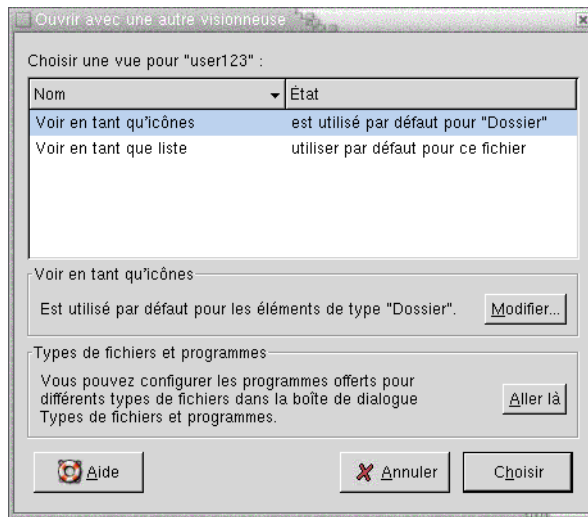 Ouvrir avec une autre visionneuse
Choisir une vue pour "user123" :
Nom État
Voir en tant qu'icônes est utilisé par défaut pour "Dossier"
Voir en tant que liste utiliser par défaut pour ce fichier
Voir en tant qu'icônes
Est utilisé par défaut pour les éléments de type "Dossier". Modifier...
Types de fichiers et programmes
Vous pouvez configurer les programmes offerts pour
différents types de fichiers dans la boîte de dialogue
Types de fichiers et programmes.
Aller là
Aide Annuler Choisir